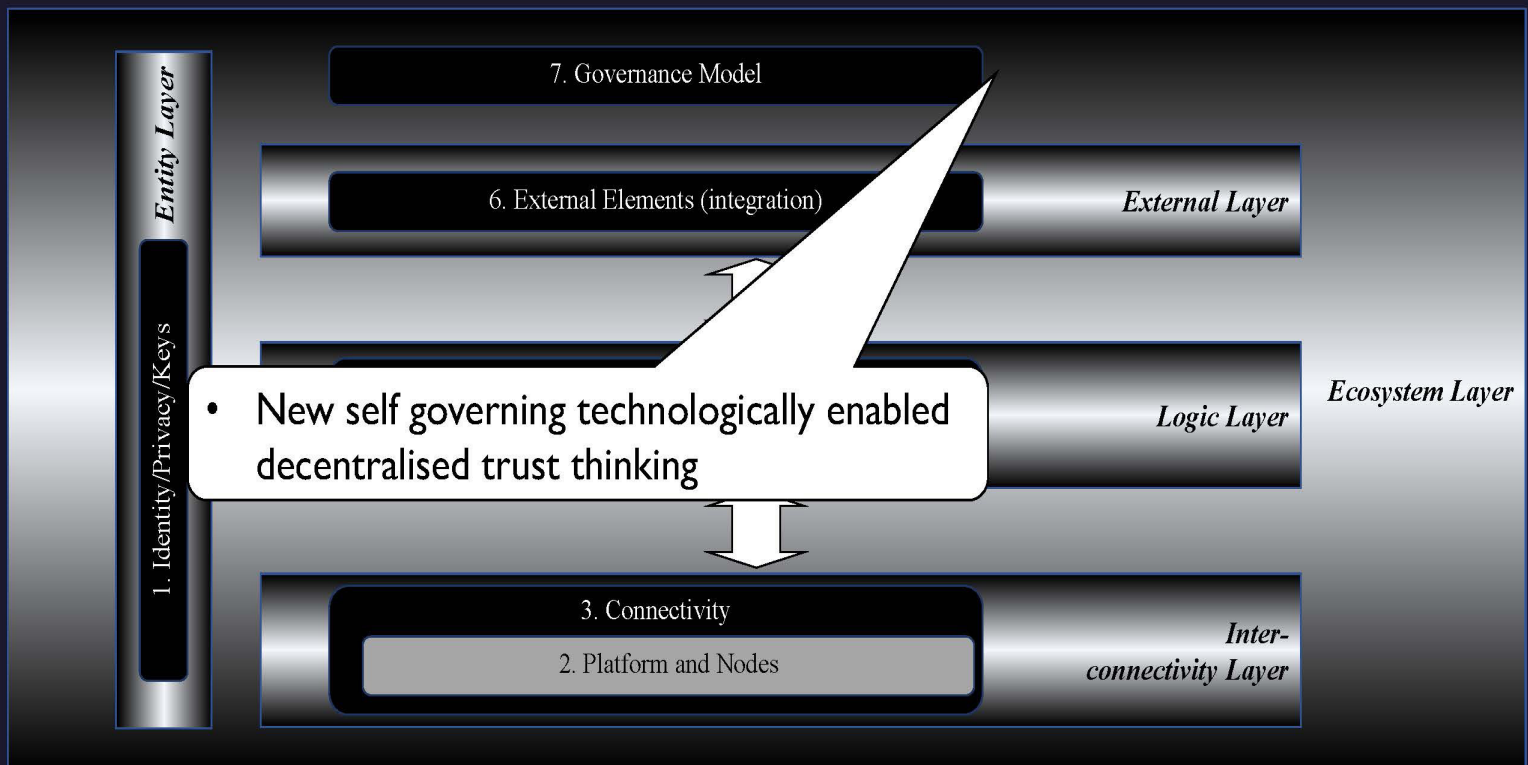 7. Governance Model
Entity Layer
6. External Elements (integration)
External Layer
1. Identity/Privacy/Keys
• New self governing technologically enabled
decentralised trust thinking
Logic Layer
Ecosystem Layer
3. Connectivity
2. Platform and Nodes
Inter-
connectivity Layer